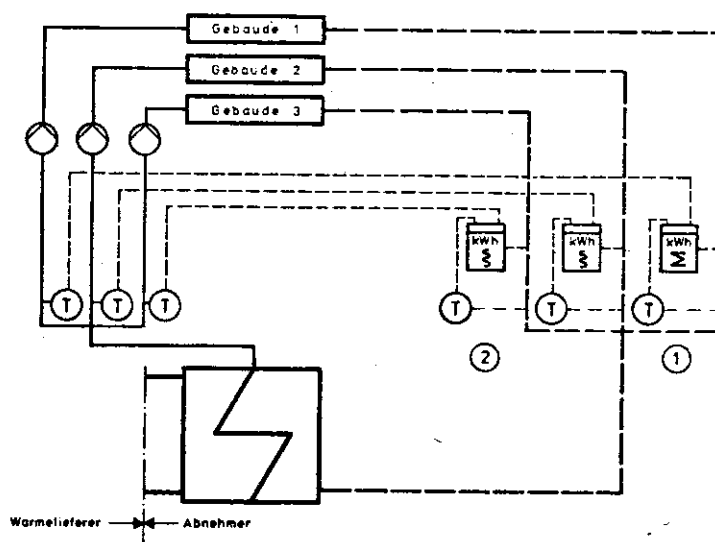 Gebaude 1
Gebaude 2
Gebaude 3
kWh
kWh
kWh
Σ
T T T T T T
2 1
Warmelieferer Abnehmer